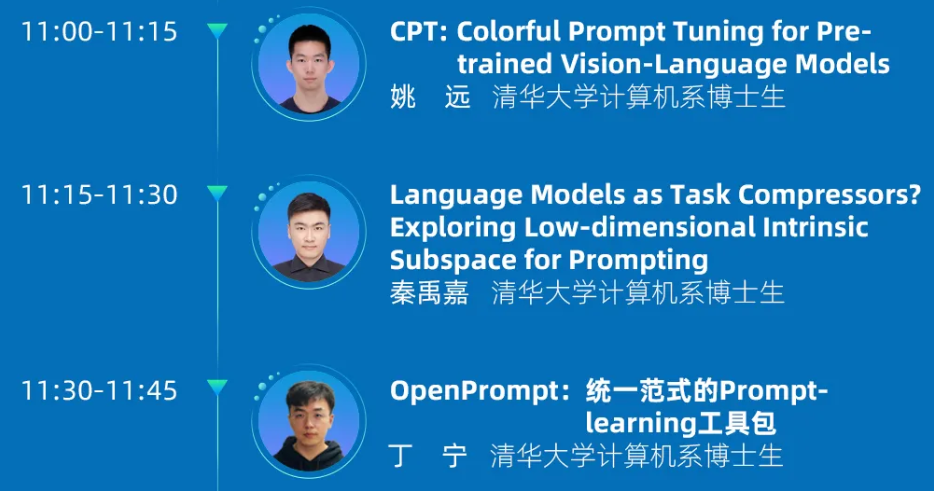 11:00-11:15
CPT: Colorful Prompt Tuning for Pre-
trained Vision-Language Models
姚 远 清华大学计算机系博士生
11:15-11:30
Language Models as Task Compressors?
Exploring Low-dimensional Intrinsic
Subspace for Prompting
秦禹嘉 清华大学计算机系博士生
11:30-11:45
OpenPrompt：统一范式的Prompt-
learning工具包
丁 宁 清华大学计算机系博士生